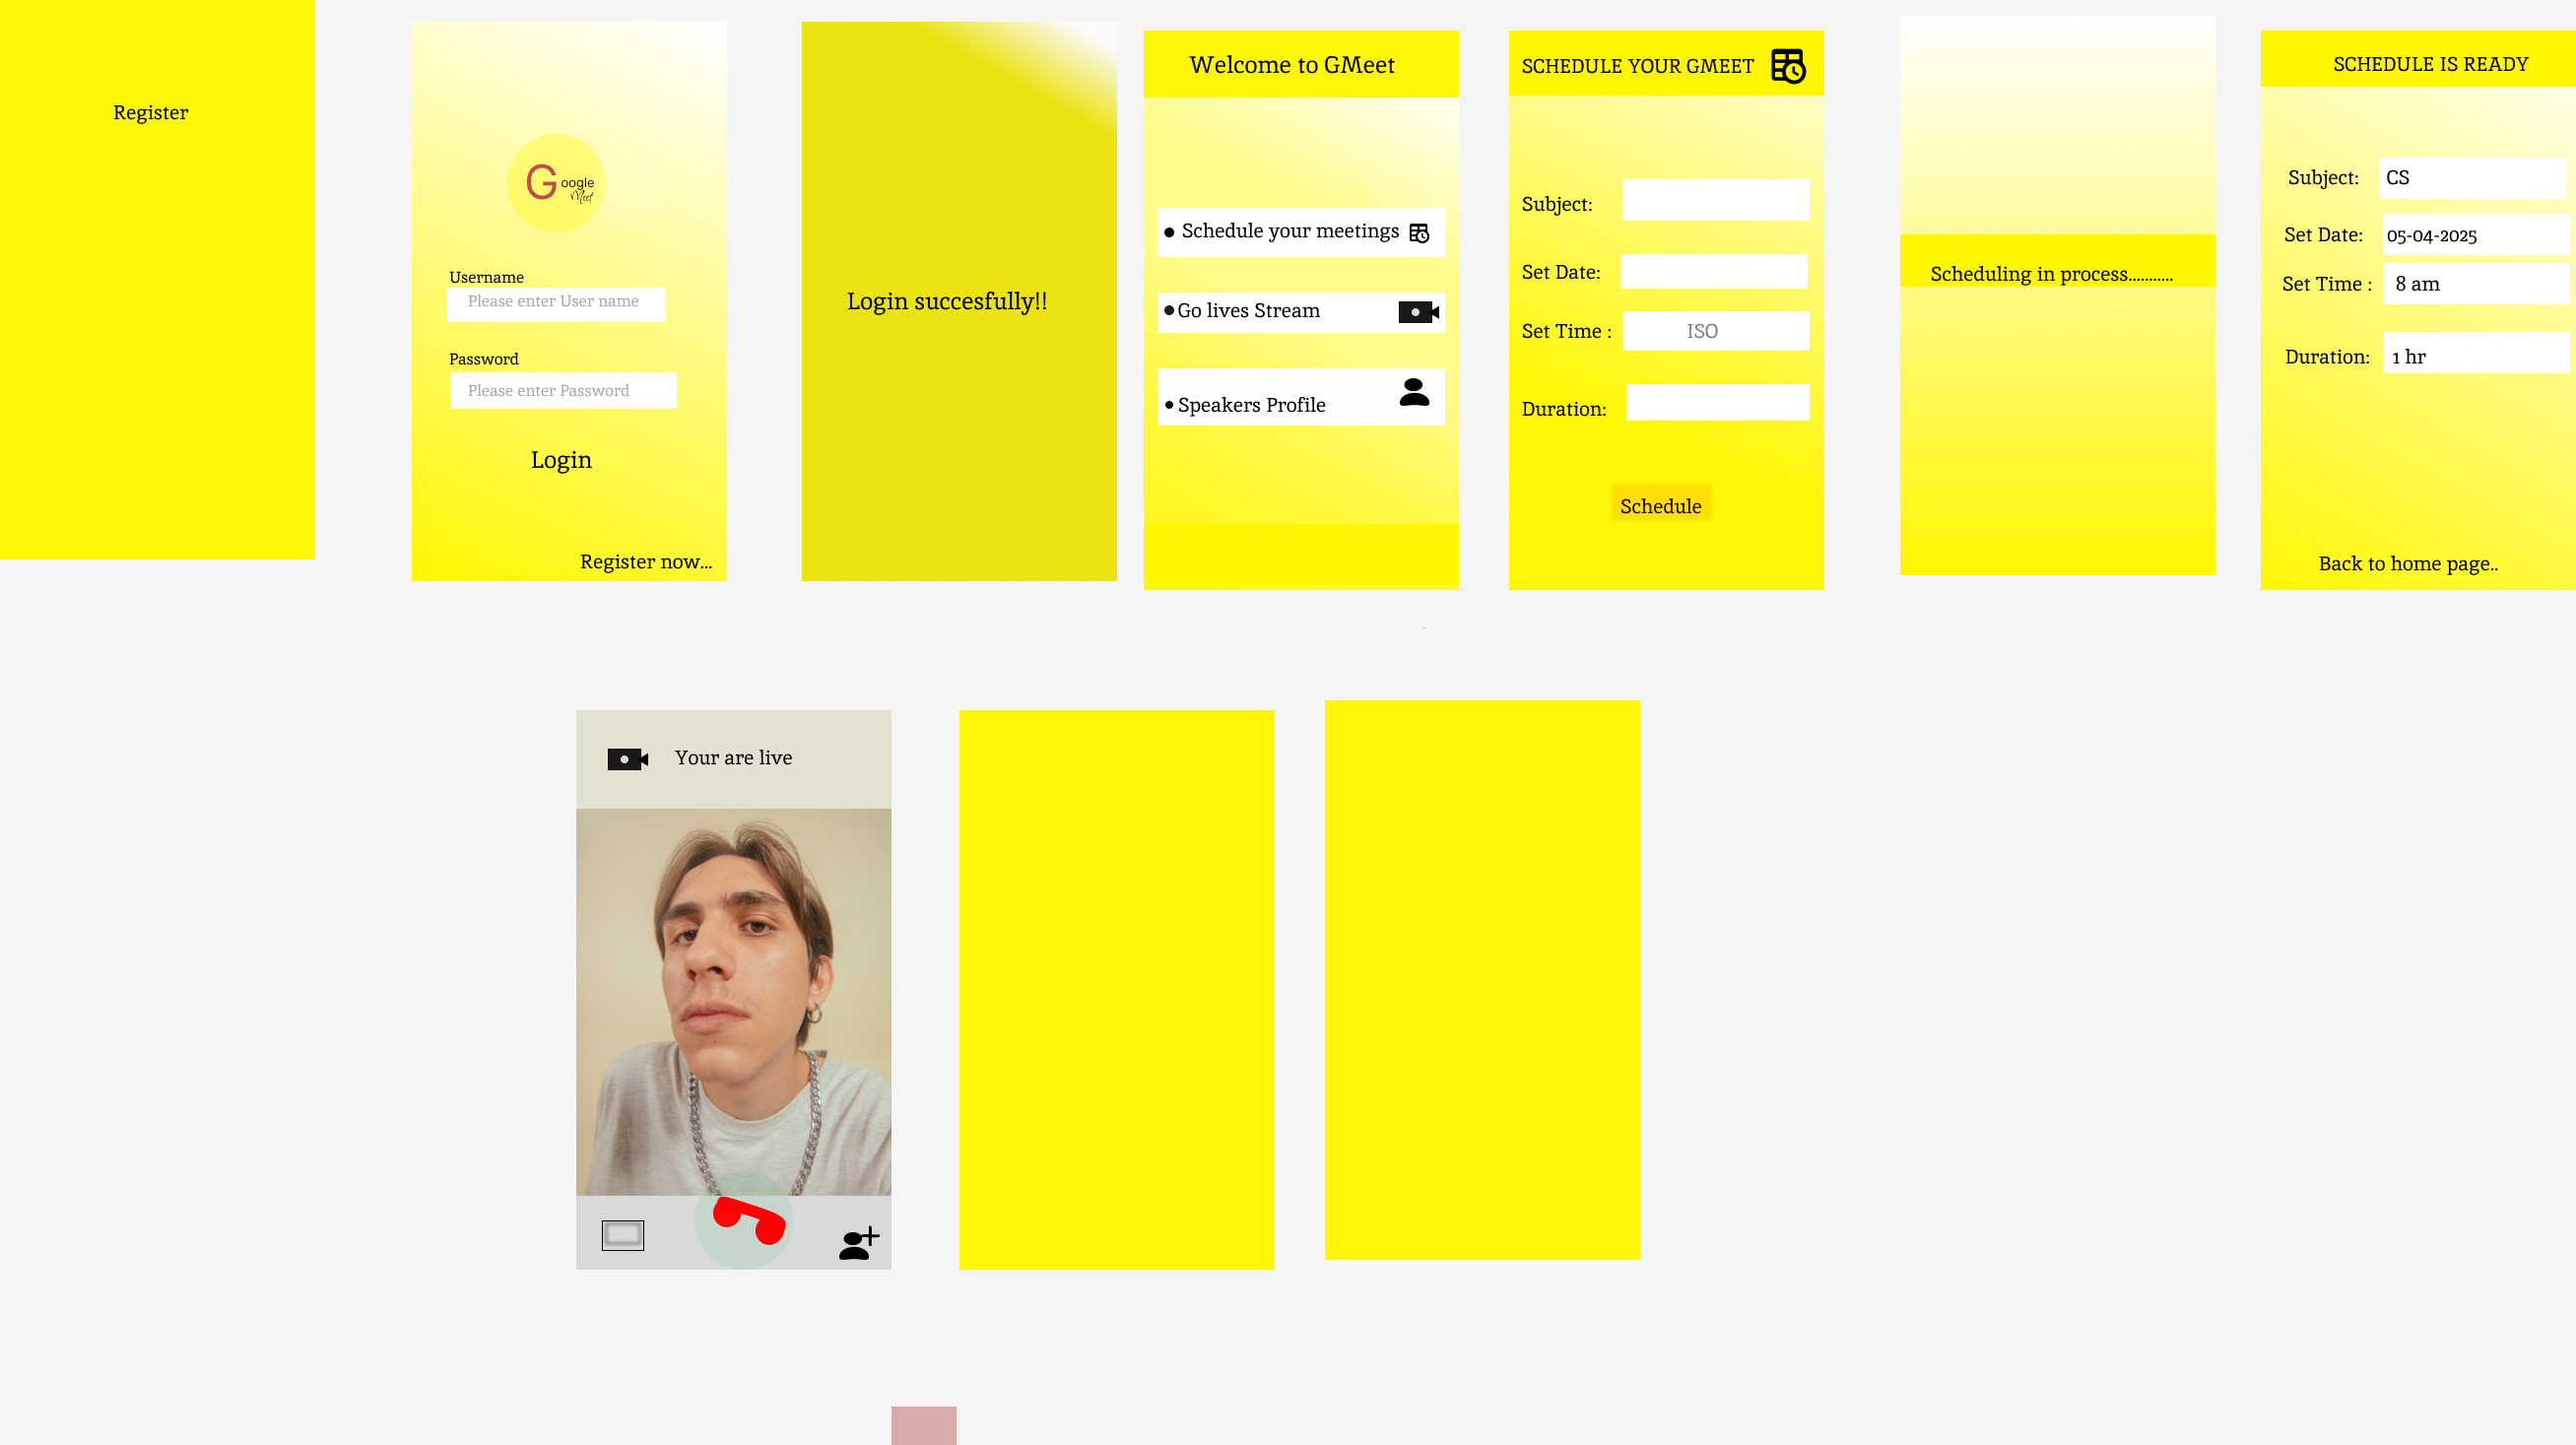 Register
Google
Meet
Username
Please enter User name
Password
Please enter Password
Login
Register now...
Login succesfully!!
Welcome to GMeet
Schedule your meetings
Go lives Stream
Speakers Profile
SCHEDULE YOUR GMEET
Subject:
Set Date:
Set Time : ISO
Duration:
Schedule
Scheduling in process...........
SCHEDULE IS READY
Subject: CS
Set Date: 05-04-2025
Set Time : 8 am
Duration: 1 hr
Back to home page..
Your are live